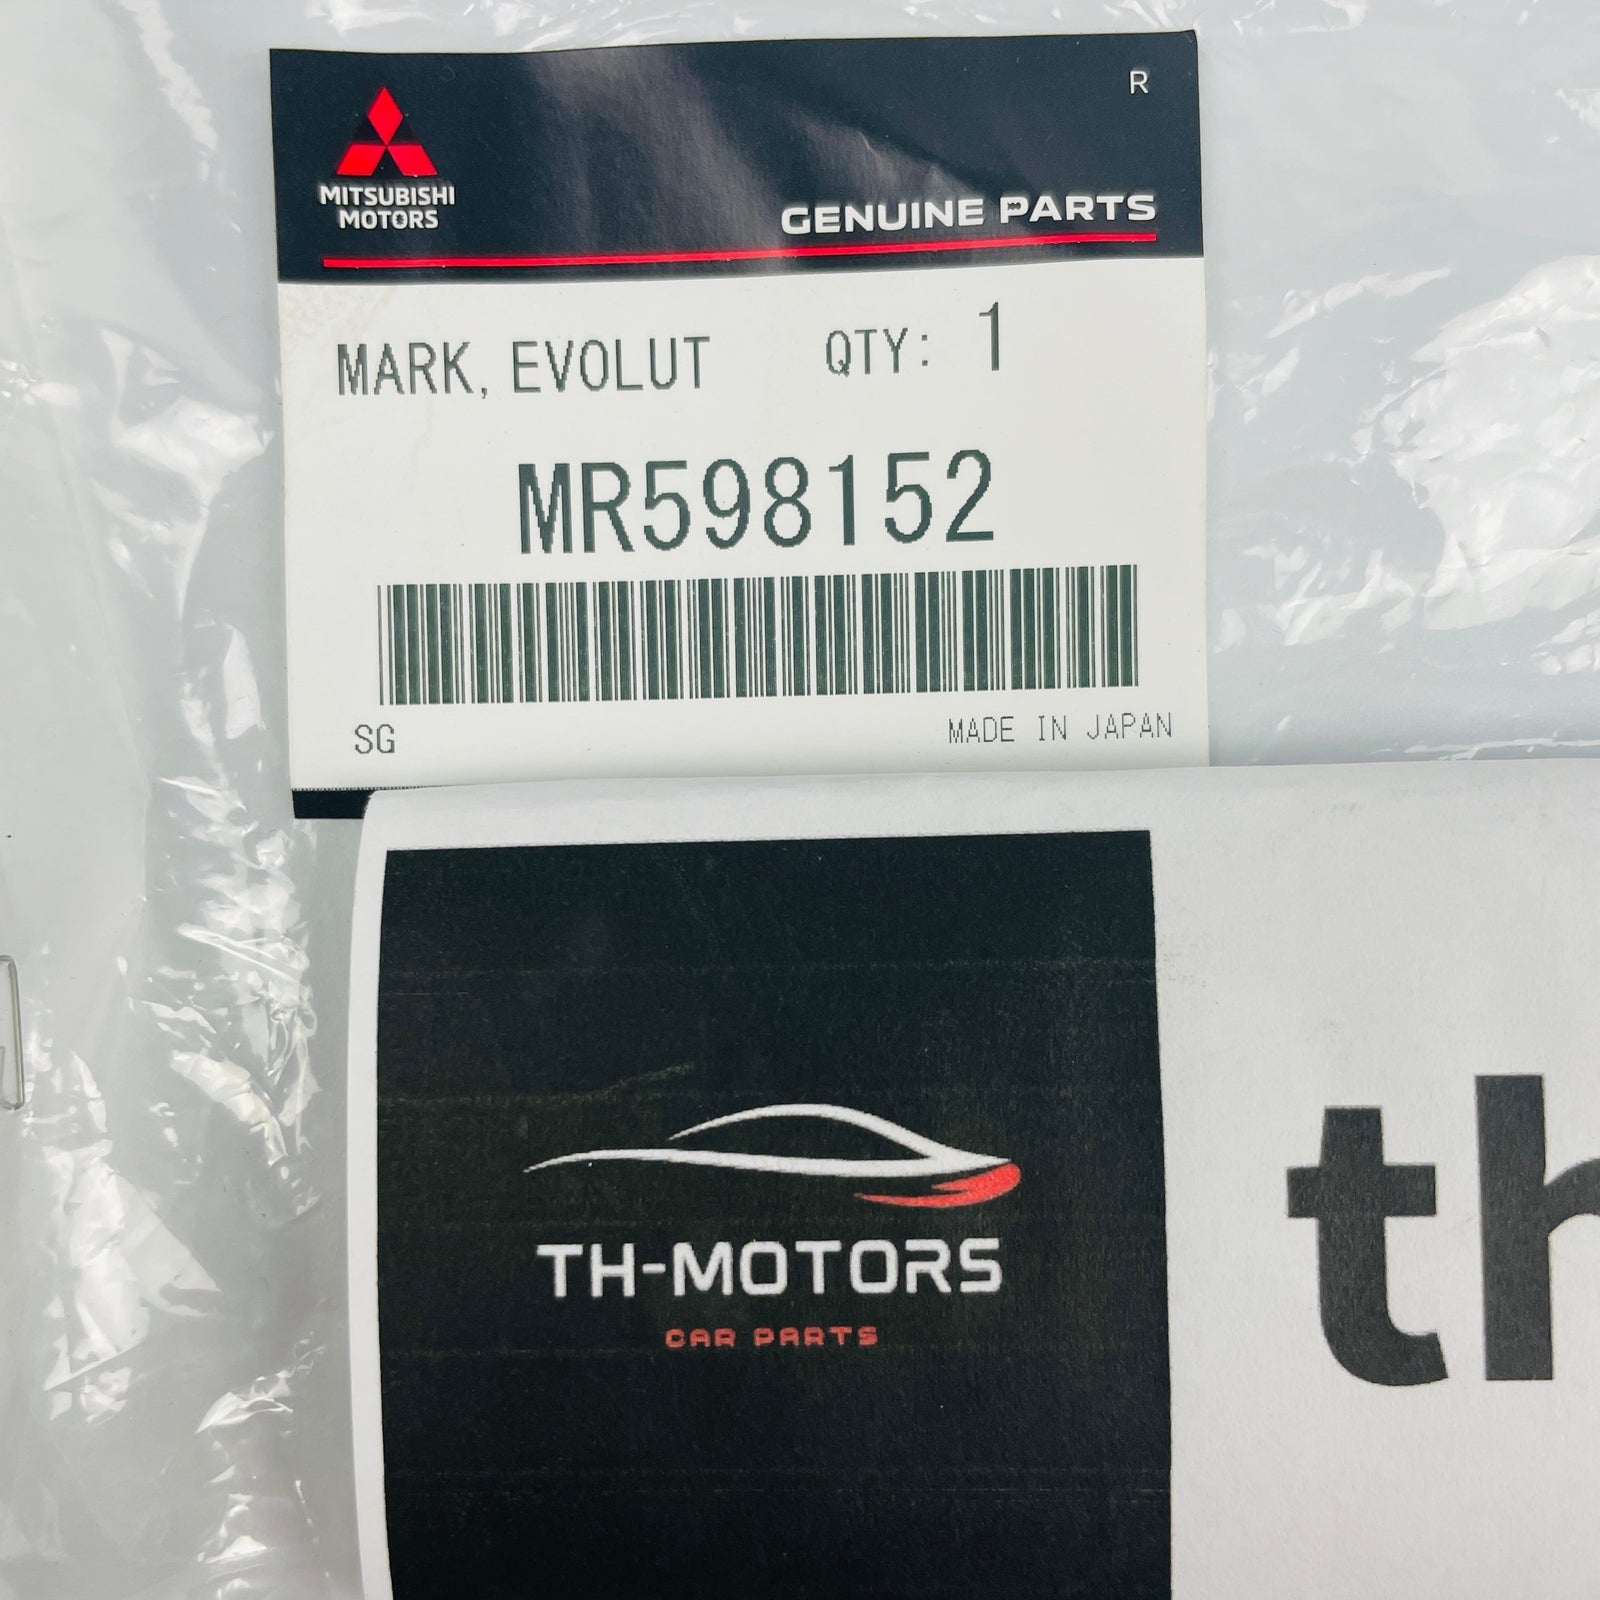 R
MITSUBISHI
MOTORS
GENUINE PARTS
MARK, EVOLUT QTY: 1
MR598152
SG MADE IN JAPAN
TH-MOTORS
CAR PARTS
th